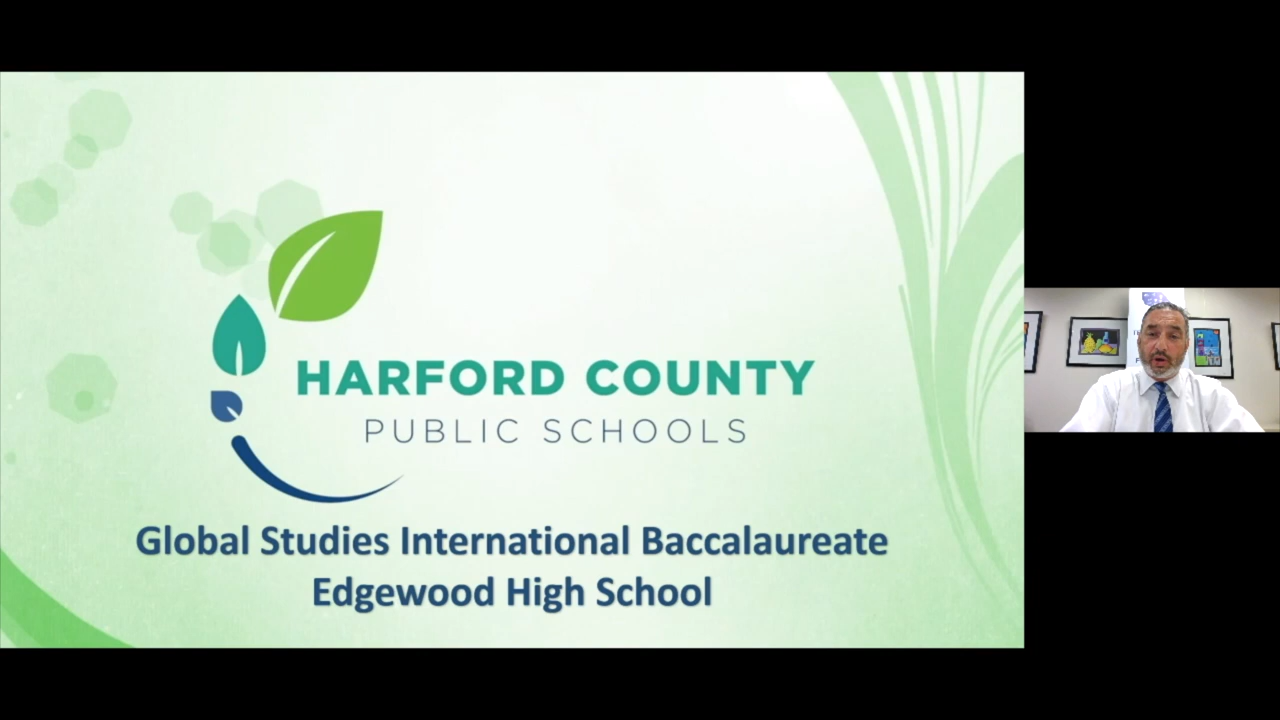 HARFORD COUNTY
PUBLIC SCHOOLS
Global Studies International Baccalaureate
Edgewood High School